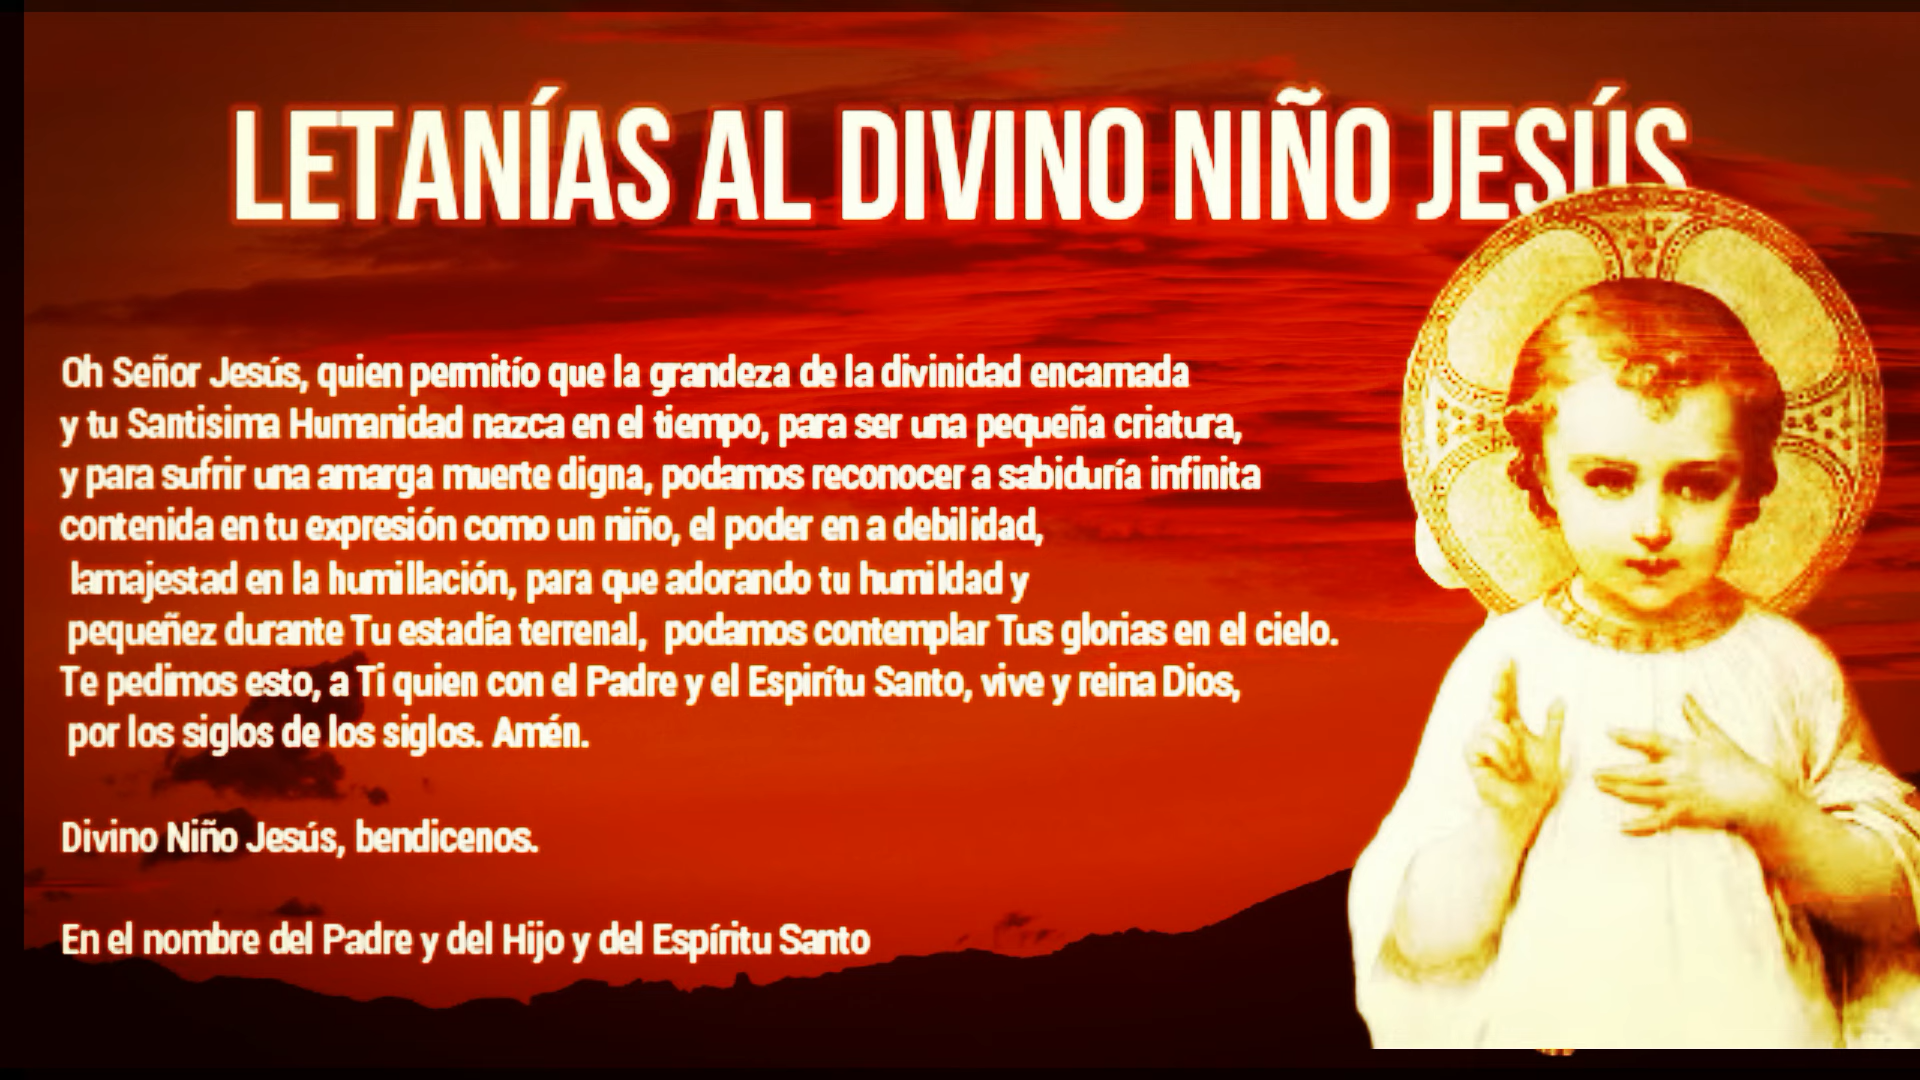 LETANÍAS AL DIVINO NIÑO JESÚS
Oh Señor Jesús, quien permitío que la grandeza de la divinidad encarnada
y tu Santisima Humanidad nazca en el tiempo, para ser una pequeña criatura,
y para sufrir una amarga muerte digna, podamos reconocer a sabiduría infinita
contenida en tu expresión como un niño, el poder en a debilidad,
lamajestad en la humillación, para que adorando tu humildad y
pequeñez durante Tu estadía terrenal, podamos contemplar Tus glorias en el cielo.
Te pedimos esto, a Ti quien con el Padre y el Espirítu Santo, vive y reina Dios,
por los siglos de los siglos. Amén.
Divino Niño Jesús, bendicenos.
En el nombre del Padre y del Hijo y del Espíritu Santo